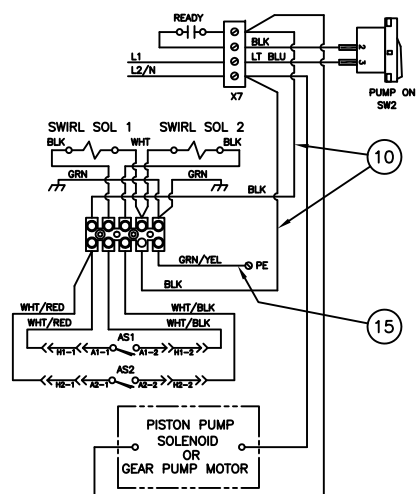 READY
BLK
L1
LT BLU
L2/N
X7
2
3
PUMP ON
SW2
SWIRL SOL 1
SWIRL SOL 2
BLK
WHT
BLK
GRN
GRN
BLK
10
GRN/YEL
PE
BLK
15
WHT/RED
WHT/BLK
WHT/RED
WHT/BLK
AS1
H1-1
A1-1
A1-2
H1-2
AS2
H2-1
A2-1
A2-2
H2-2
PISTON PUMP
SOLENOID
OR
GEAR PUMP MOTOR